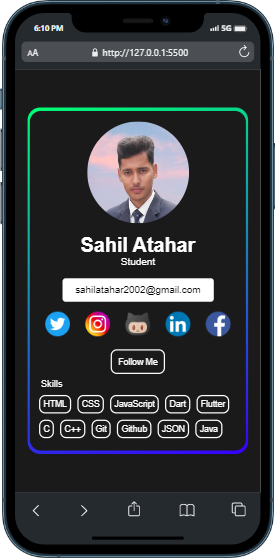 6:10 PM 5G
AA http://127.0.0.1:5500
Sahil Atahar
Student
sahilatahar2002@gmail.com
Follow Me
Skills
HTML CSS JavaScript Dart Flutter
C C++ Git Github JSON Java